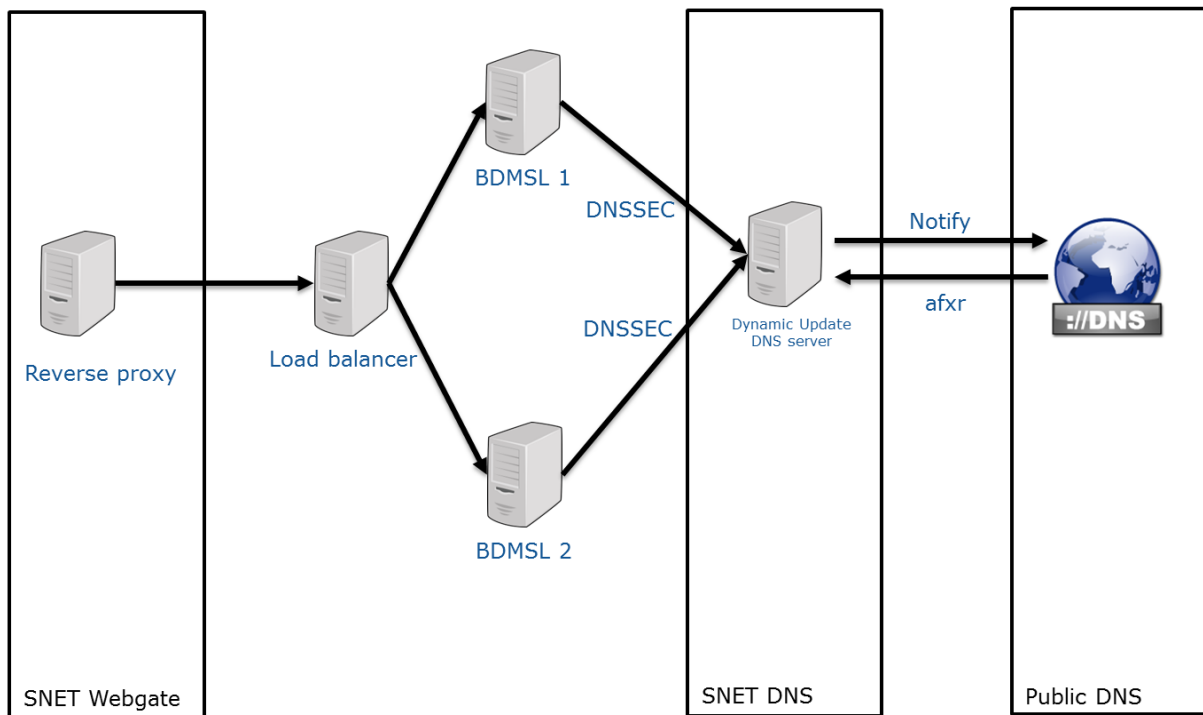 BDMSL 1
DNSSEC
Notify
Reverse proxy
Load balancer
Dynamic Update
DNS server
afxr
://DNS
DNSSEC
BDMSL 2
SNET Webgate
SNET DNS
Public DNS